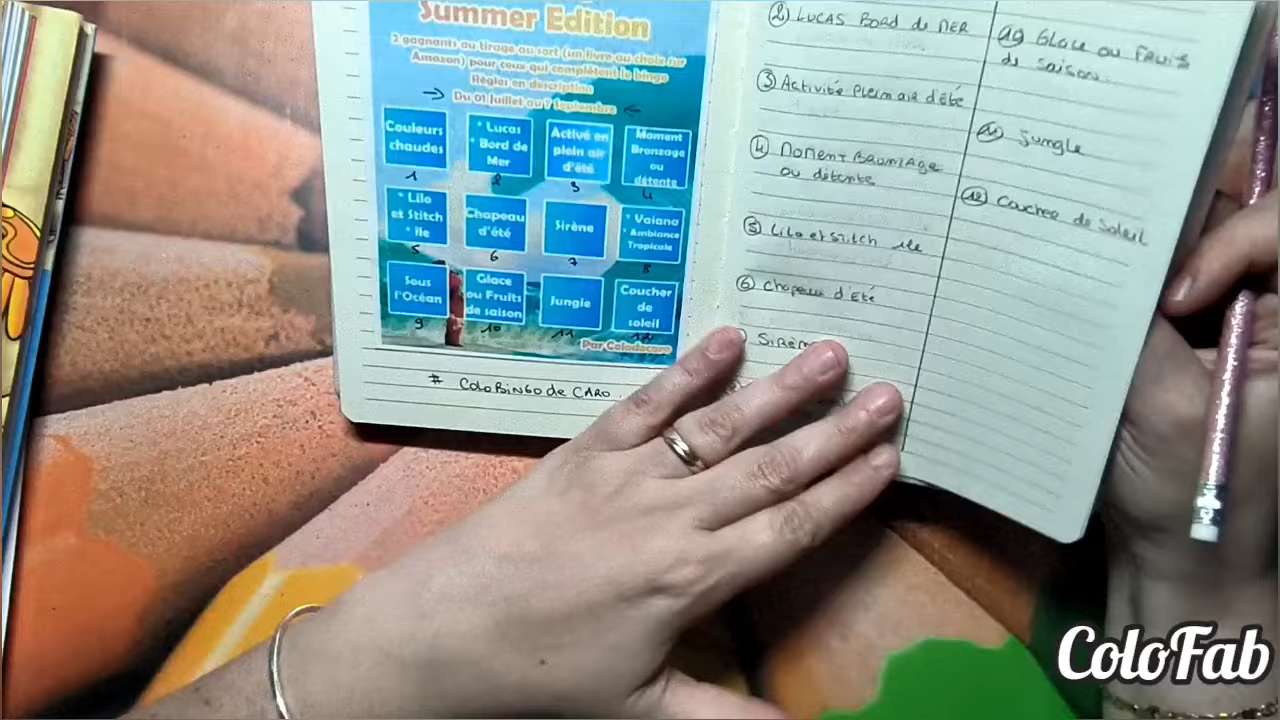 Summer Edition
2 gagnants au tirage au sort (un livre au choix sur
Amazon) pour ceux qui complètent le binge
Règles en description
→ Du 01 Juillet au 7 Septembre ←
Couleurs
chaudes
1
* Lucas
* Bord de
Mer
2
Activé en
plein air
d'été
3
Moment
Bronzage
ou
détente
4
* Lilo
et Stitch
* île
5
Chapeau
d'été
6
Sirène
7
* Vaiana
* Ambiance
Tropicale
8
Sous
l'Océan
9
Glace
ou Fruits
de saison
10
Jungle
11
Coucher
de
soleil
12
Par Colodecaro
# ColoBingo de CARO
② LUCAS Bord de MER
③ Activité Plein air d'été
④ MOMENT BRONZAGE
ou détente
⑤ Lilo et Stitch île
⑥ chapeau d'été
⑩ Glace ou FRUITS
de saison
⑪ Jungle
⑫ Coucher de Soleil
ColoFab